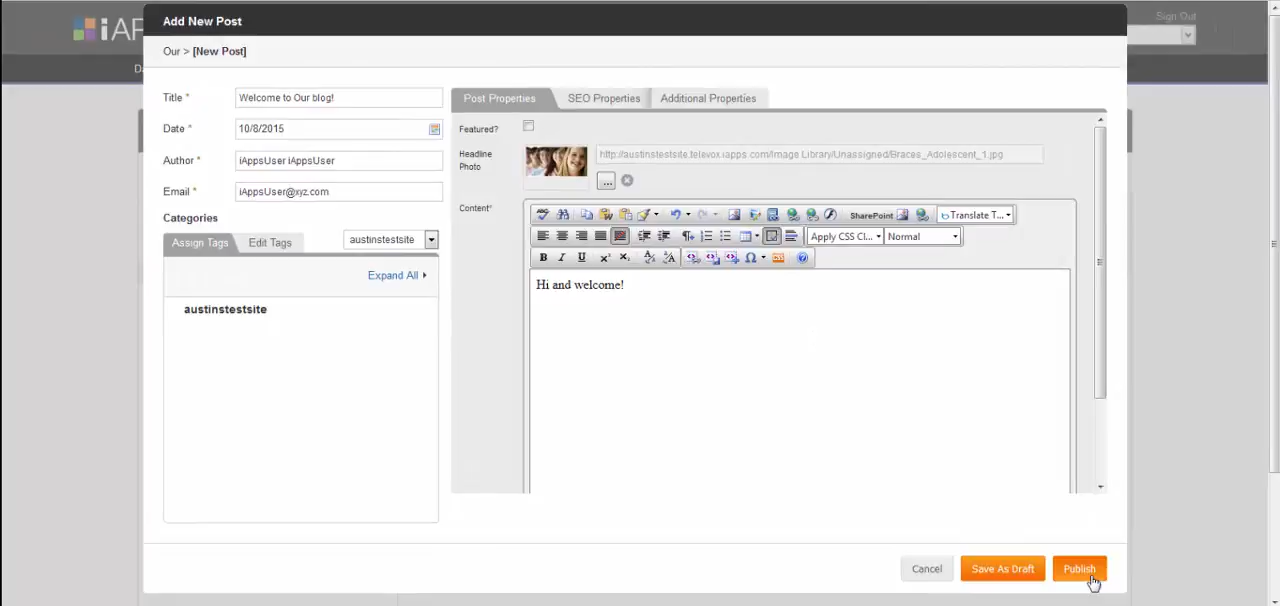 Add New Post
Sign Out
iAP
Our > [New Post]
Title *
Welcome to Our blog!
Post Properties
SEO Properties
Additional Properties
Date *
10/8/2015
Featured?
Author *
iAppsUser iAppsUser
Headline
Photo
http://austinstestsite.televox.iapps.com/Image Library/Unassigned/Braces_Adolescent_1.jpg
...
Email *
iAppsUser@xyz.com
Categories
Content*
SharePoint
Translate T...
Assign Tags
Edit Tags
austinstestsite
Apply CSS Cl...
Normal
B I U
Expand All
Hi and welcome!
austinstestsite
Cancel
Save As Draft
Publish